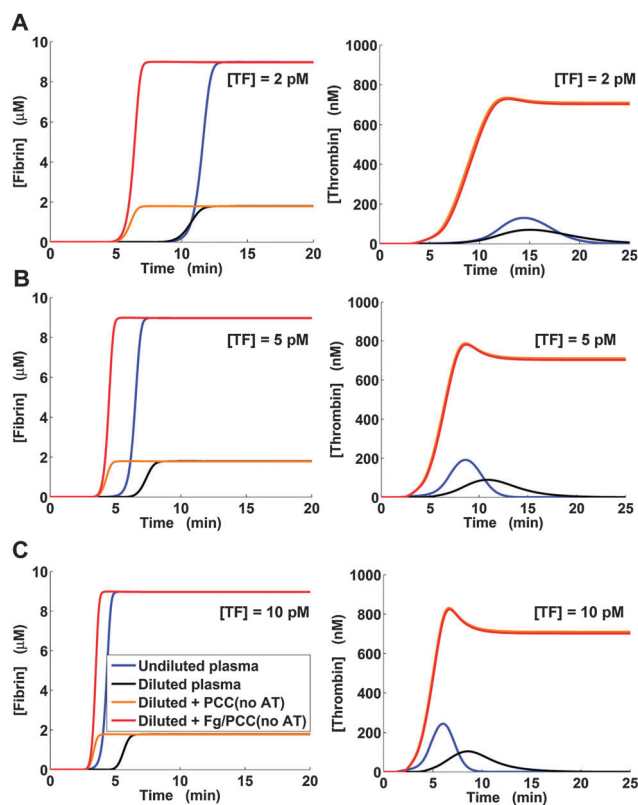 A
10
8
6
4
2
0
[Fibrin] (µM)
[TF] = 2 pM
0 5 10 15 20
Time (min)
1000
800
600
400
200
0
[Thrombin] (nM)
[TF] = 2 pM
0 5 10 15 20 25
Time (min)
B
10
8
6
4
2
0
[Fibrin] (µM)
[TF] = 5 pM
0 5 10 15 20
Time (min)
1000
800
600
400
200
0
[Thrombin] (nM)
[TF] = 5 pM
0 5 10 15 20 25
Time (min)
C
10
8
6
4
2
0
[Fibrin] (µM)
[TF] = 10 pM
Undiluted plasma
Diluted plasma
Diluted + PCC(no AT)
Diluted + Fg/PCC(no AT)
0 5 10 15 20
Time (min)
1000
800
600
400
200
0
[Thrombin] (nM)
[TF] = 10 pM
0 5 10 15 20 25
Time (min)